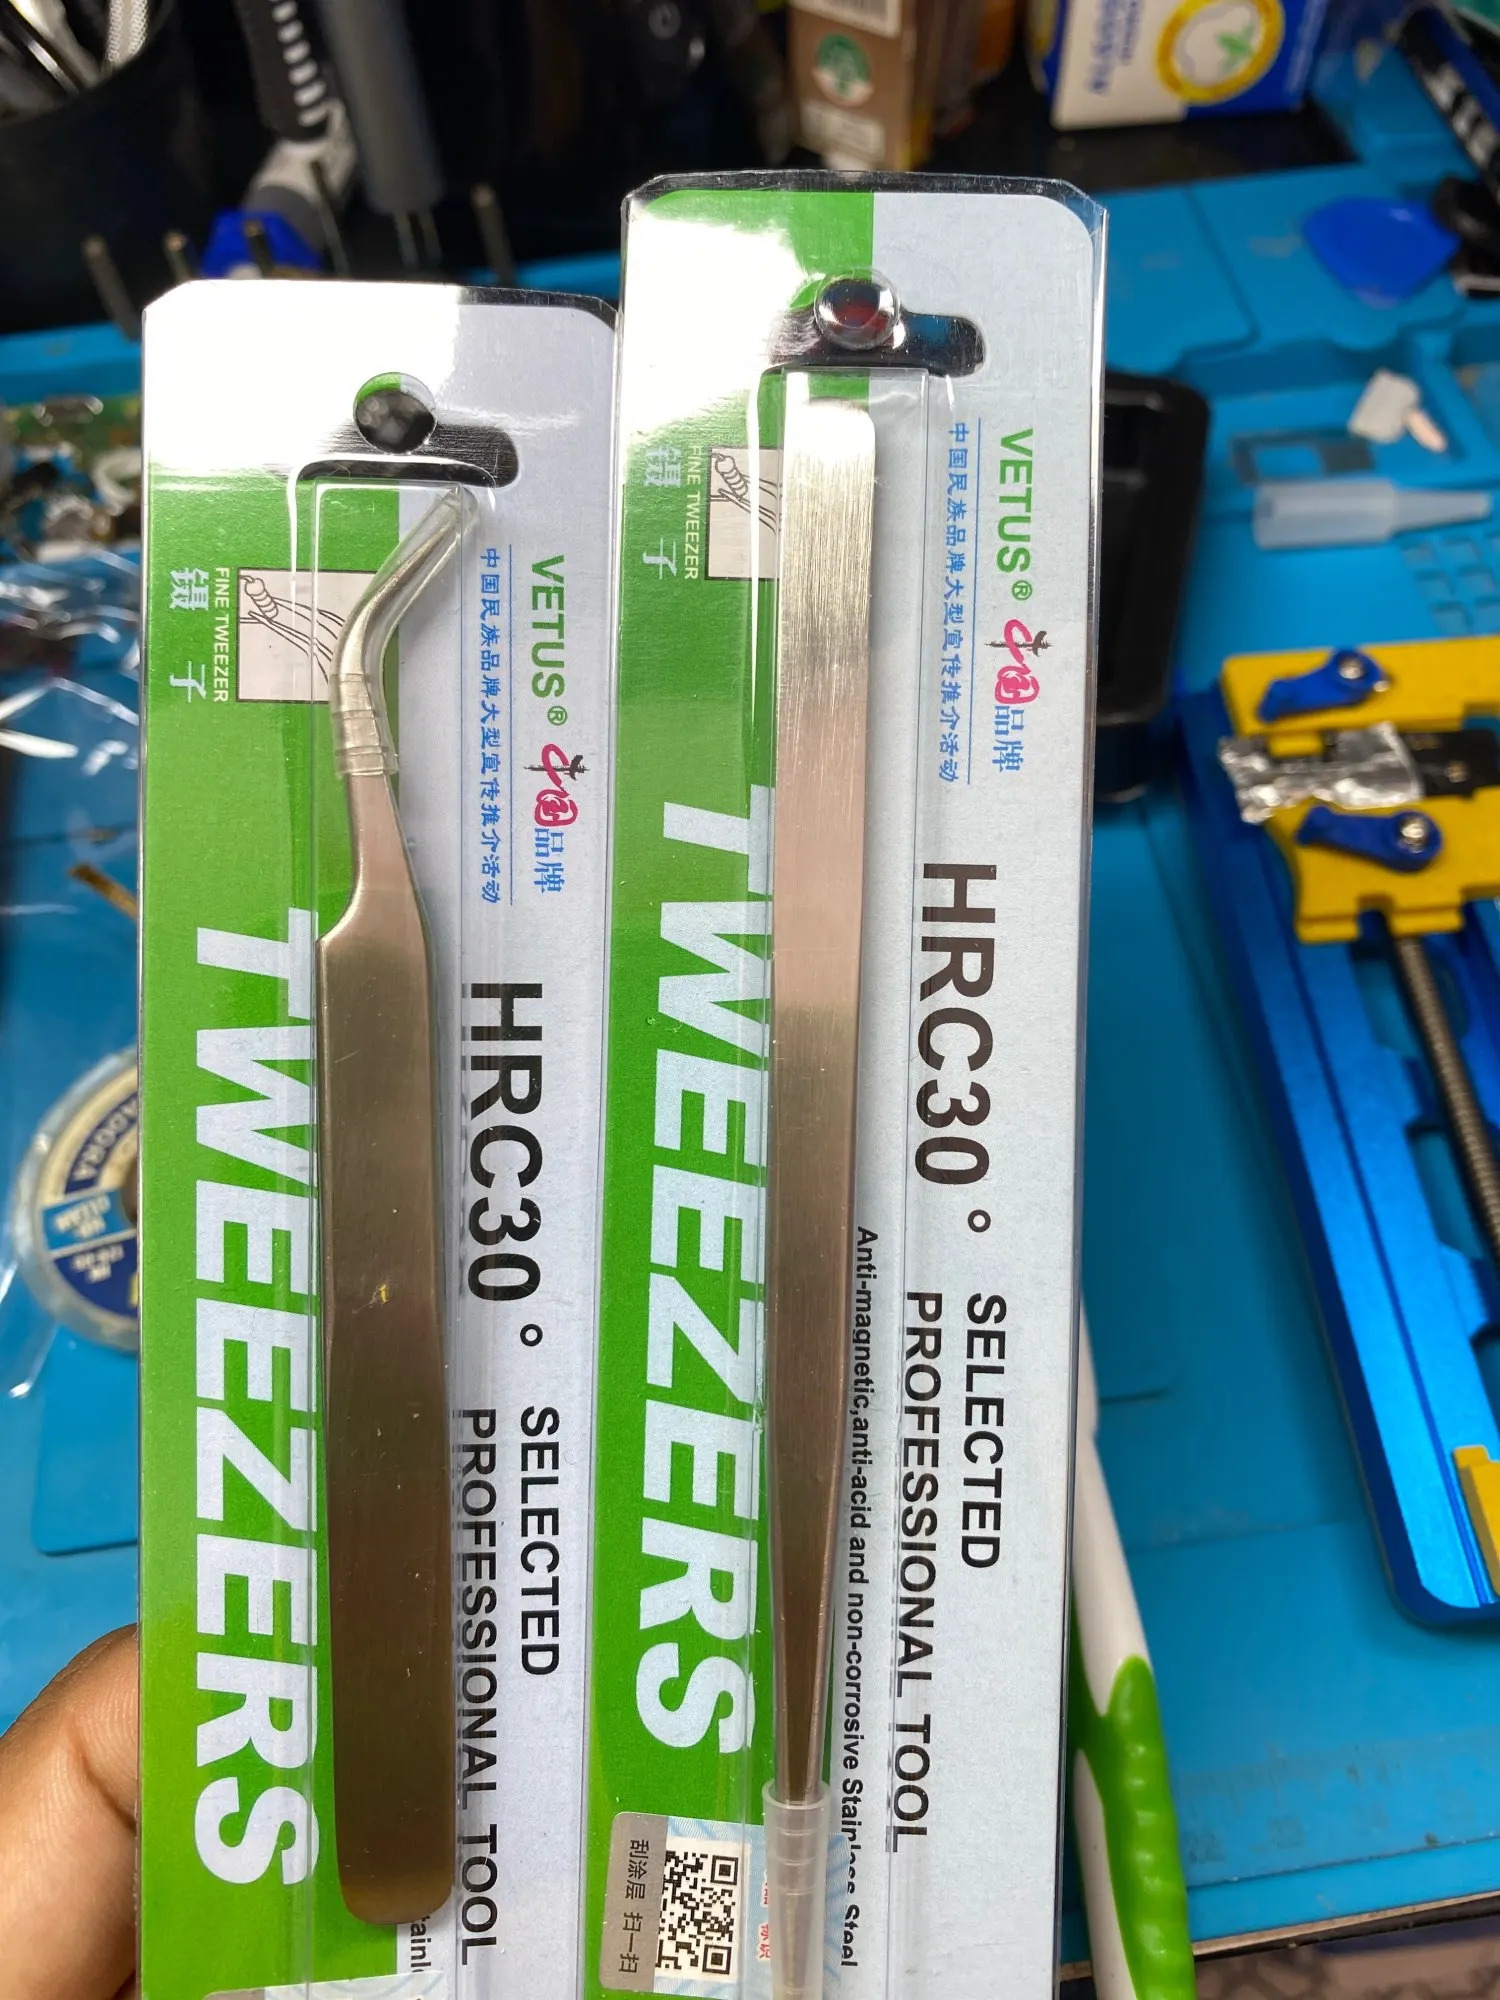 VETUS® 中国品牌
中国民族品牌大型宣传推介活动
HRC30°
SELECTED
PROFESSIONAL TOOL
FINE TWEEZER
镊子
TWEEZERS
VETUS® 中国品牌
中国民族品牌大型宣传推介活动
HRC30°
SELECTED
PROFESSIONAL TOOL
Anti-magnetic,anti-acid and non-corrosive Stainless Steel
FINE TWEEZER
镊子
TWEEZERS
刮涂层 扫一扫